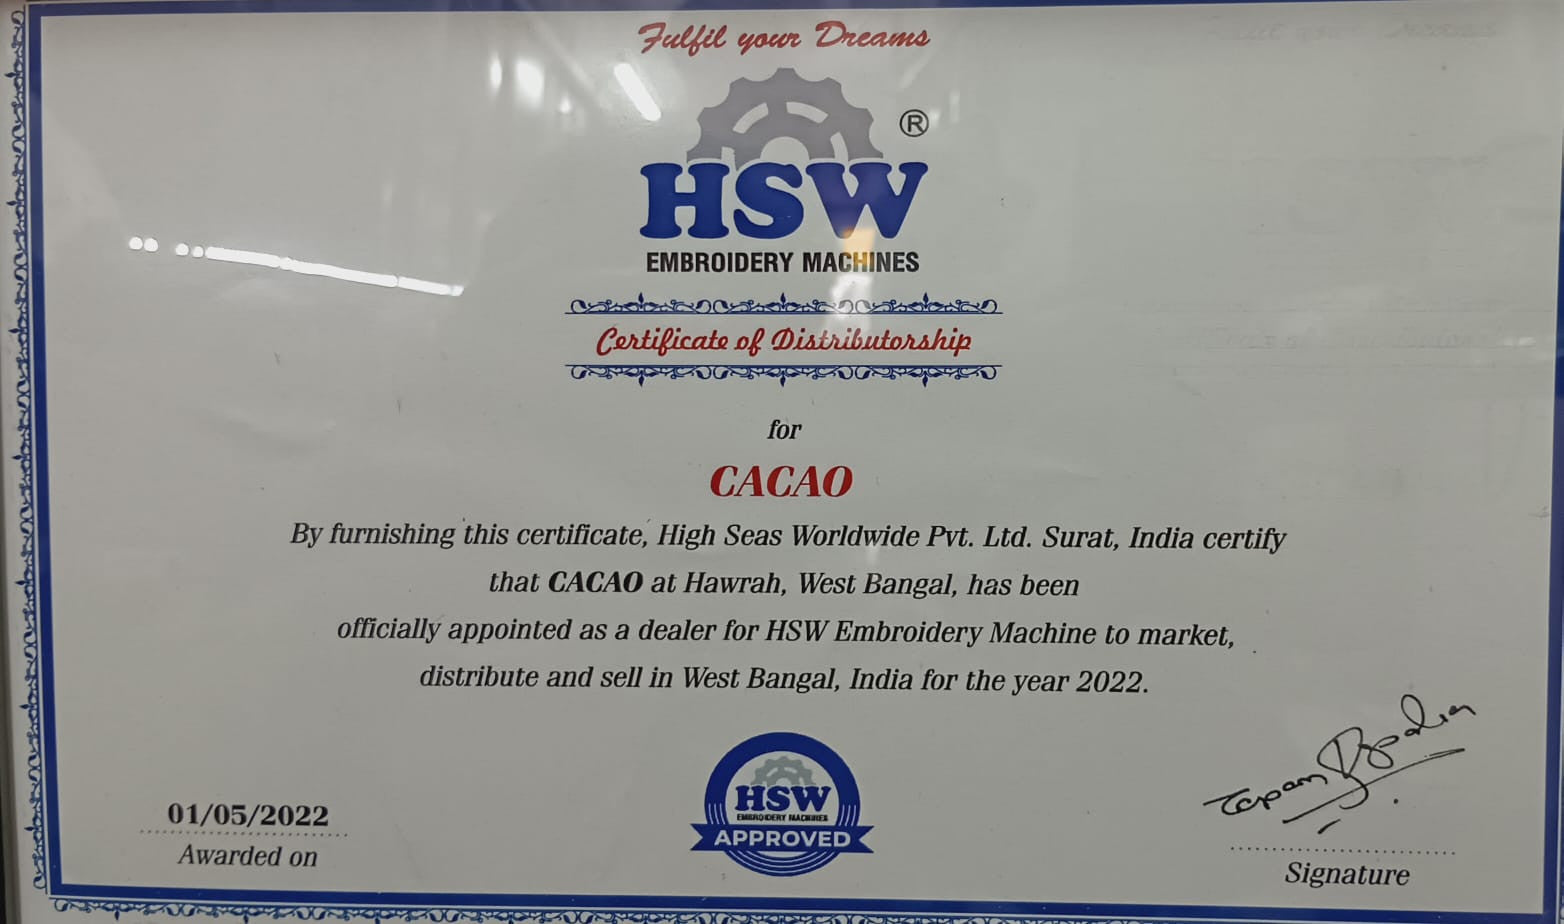 Fulfil your Dreams
®
HSW
EMBROIDERY MACHINES
Certificate of Distributorship
for
CACAO
By furnishing this certificate, High Seas Worldwide Pvt. Ltd. Surat, India certify
that CACAO at Hawrah, West Bangal, has been
officially appointed as a dealer for HSW Embroidery Machine to market,
distribute and sell in West Bangal, India for the year 2022.
01/05/2022
Awarded on
HSW
EMBROIDERY MACHINES
APPROVED
Signature